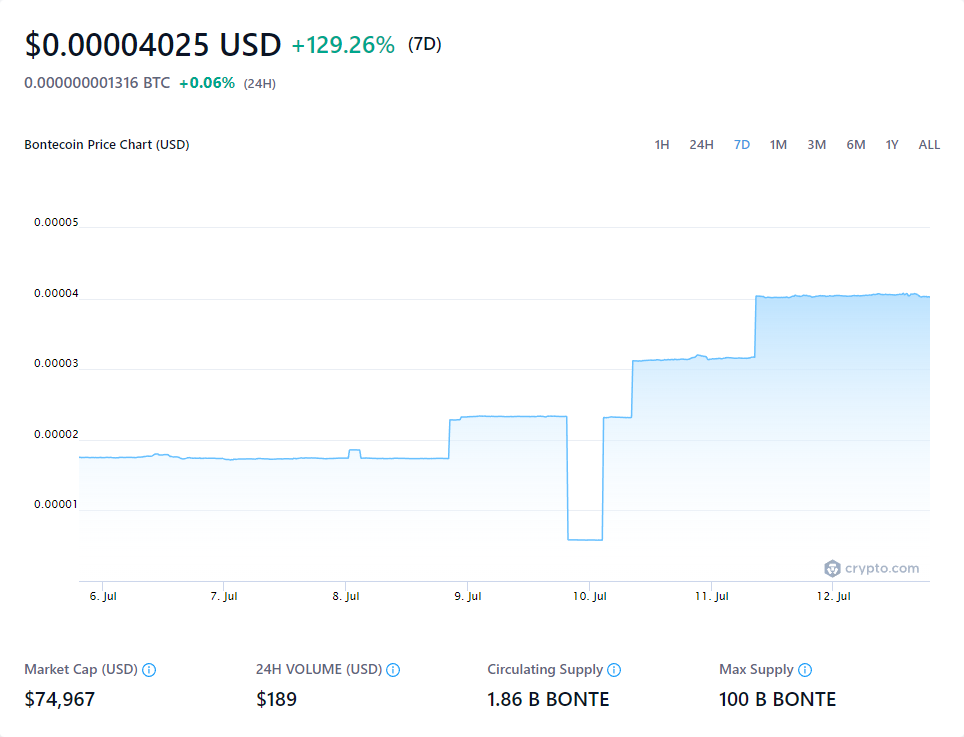 $0.00004025 USD +129.26% (7D)
0.000000001316 BTC +0.06% (24H)
Bontecoin Price Chart (USD) 1H 24H 7D 1M 3M 6M 1Y ALL
0.00005
0.00004
0.00003
0.00002
0.00001
crypto.com
6. Jul 7. Jul 8. Jul 9. Jul 10. Jul 11. Jul 12. Jul
Market Cap (USD) 24H VOLUME (USD) Circulating Supply Max Supply
$74,967 $189 1.86 B BONTE 100 B BONTE